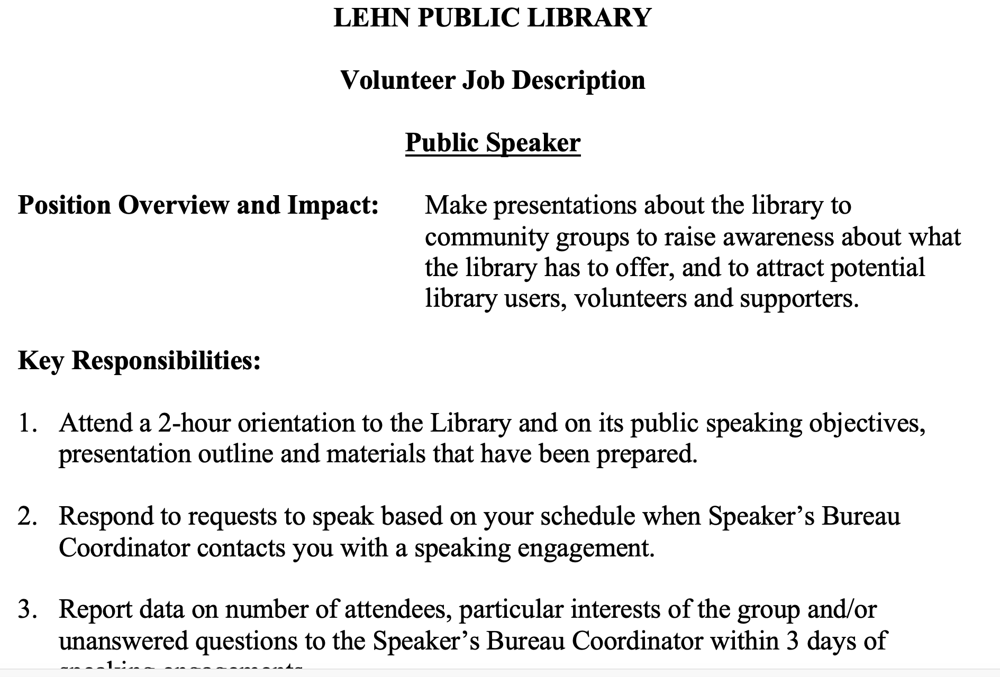 LEHN PUBLIC LIBRARY
Volunteer Job Description
Public Speaker
Position Overview and Impact: Make presentations about the library to
community groups to raise awareness about what
the library has to offer, and to attract potential
library users, volunteers and supporters.
Key Responsibilities:
1. Attend a 2-hour orientation to the Library and on its public speaking objectives,
presentation outline and materials that have been prepared.
2. Respond to requests to speak based on your schedule when Speaker’s Bureau
Coordinator contacts you with a speaking engagement.
3. Report data on number of attendees, particular interests of the group and/or
unanswered questions to the Speaker’s Bureau Coordinator within 3 days of